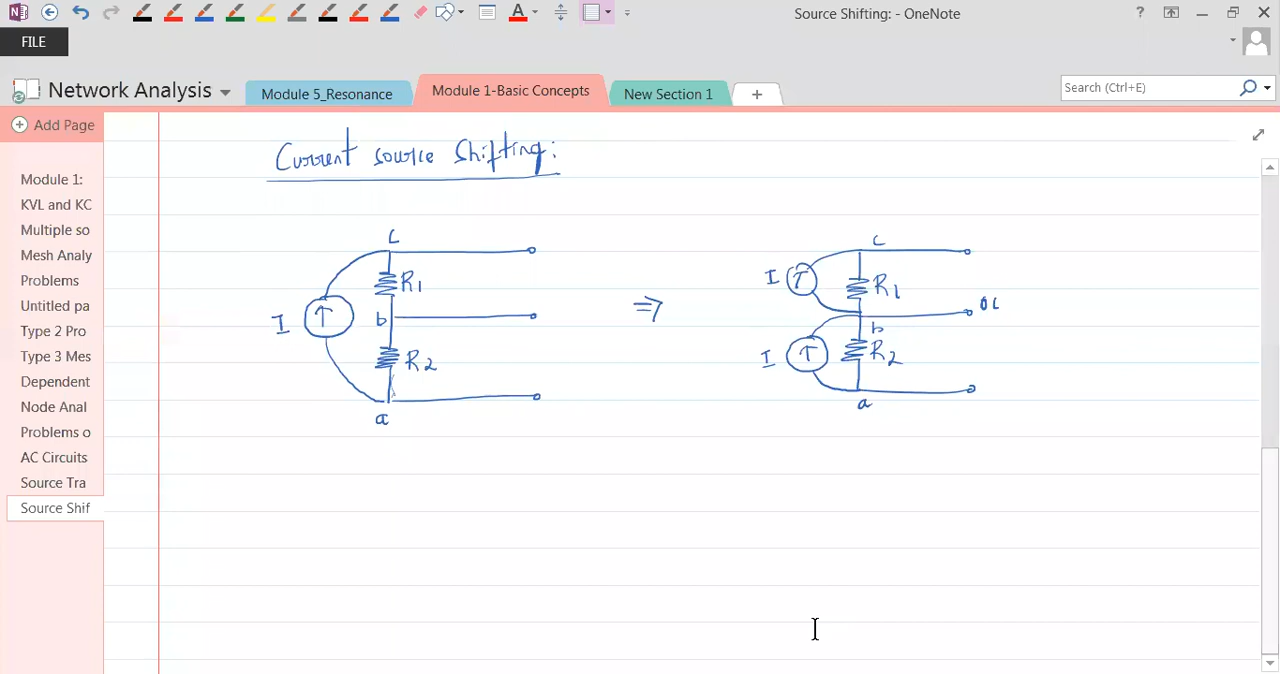 Source Shifting: - OneNote
FILE
Network Analysis
Module 5_Resonance
Module 1-Basic Concepts
New Section 1
Search (Ctrl+E)
Add Page
Module 1:
KVL and KC
Multiple so
Mesh Analy
Problems
Untitled pa
Type 2 Pro
Type 3 Mes
Dependent
Node Anal
Problems o
AC Circuits
Source Tra
Source Shif
Current source Shifting:
c
R1
I
b
R2
a
⇒
c
I
R1
b
I
R2
a